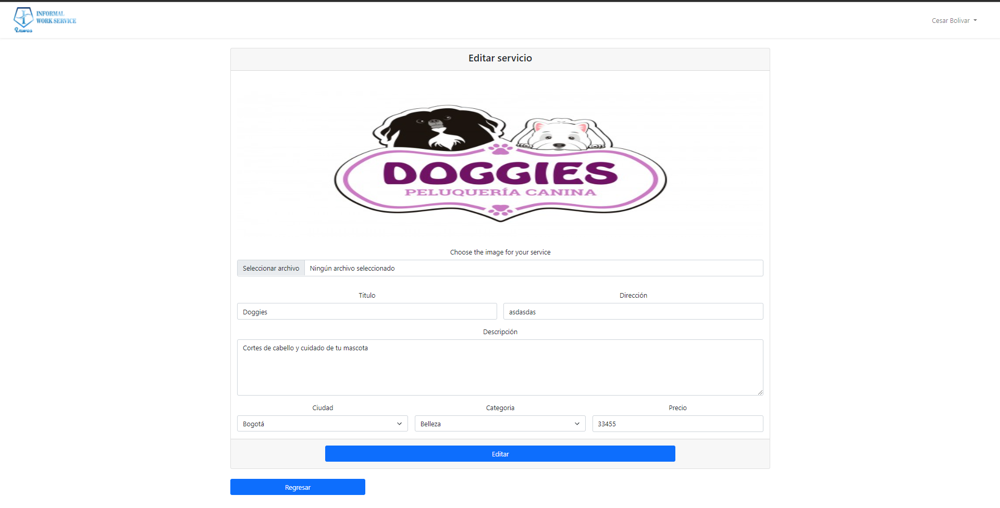 INFORMAL
WORK SERVICE
Inwos
Cesar Bolivar
Editar servicio
DOGGIES
PELUQUERÍA CANINA
Choose the image for your service
Seleccionar archivo Ningún archivo seleccionado
Titulo Dirección
Doggies asdasdas
Descripción
Cortes de cabello y cuidado de tu mascota
Ciudad Categoria Precio
Bogotá Belleza 33455
Editar
Regresar